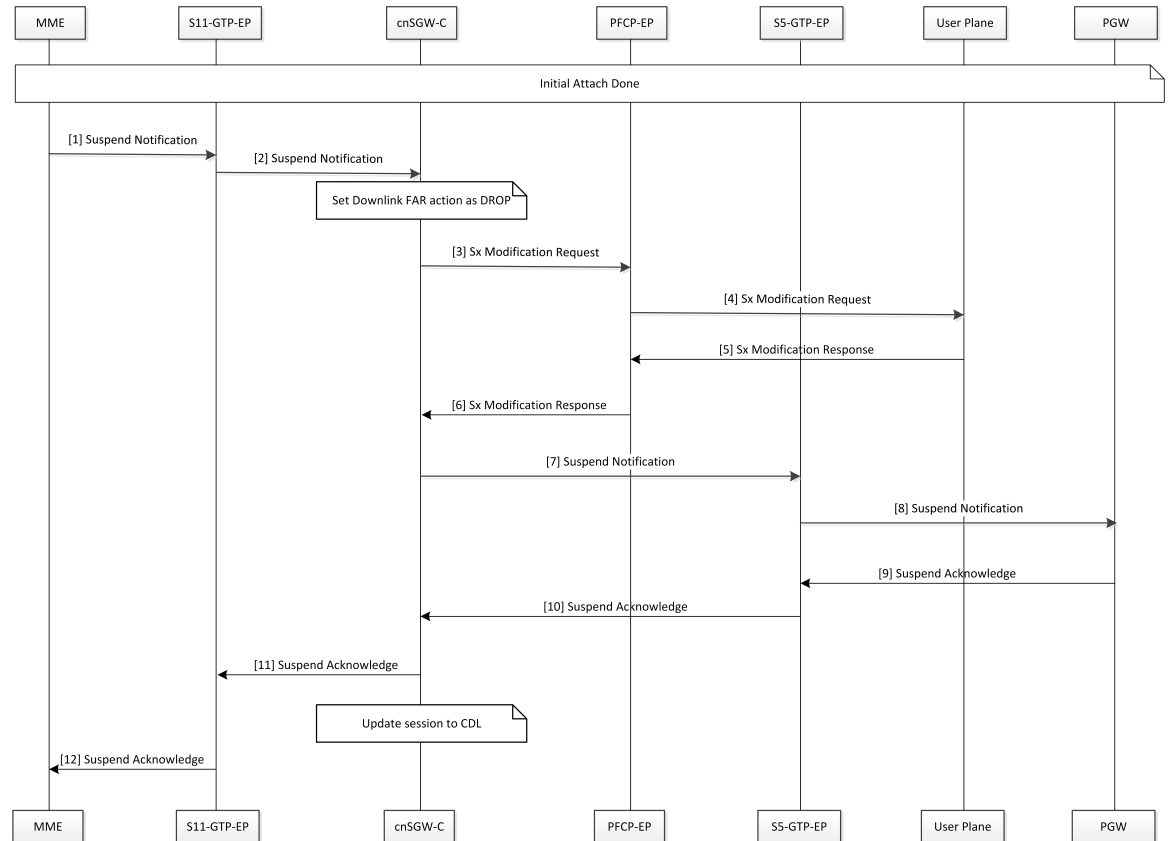 MME
S11-GTP-EP
cnSGW-C
PFCP-EP
S5-GTP-EP
User Plane
PGW
Initial Attach Done
[1] Suspend Notification
[2] Suspend Notification
Set Downlink FAR action as DROP
[3] Sx Modification Request
[4] Sx Modification Request
[5] Sx Modification Response
[6] Sx Modification Response
[7] Suspend Notification
[8] Suspend Notification
[9] Suspend Acknowledge
[10] Suspend Acknowledge
[11] Suspend Acknowledge
Update session to CDL
[12] Suspend Acknowledge
MME
S11-GTP-EP
cnSGW-C
PFCP-EP
S5-GTP-EP
User Plane
PGW